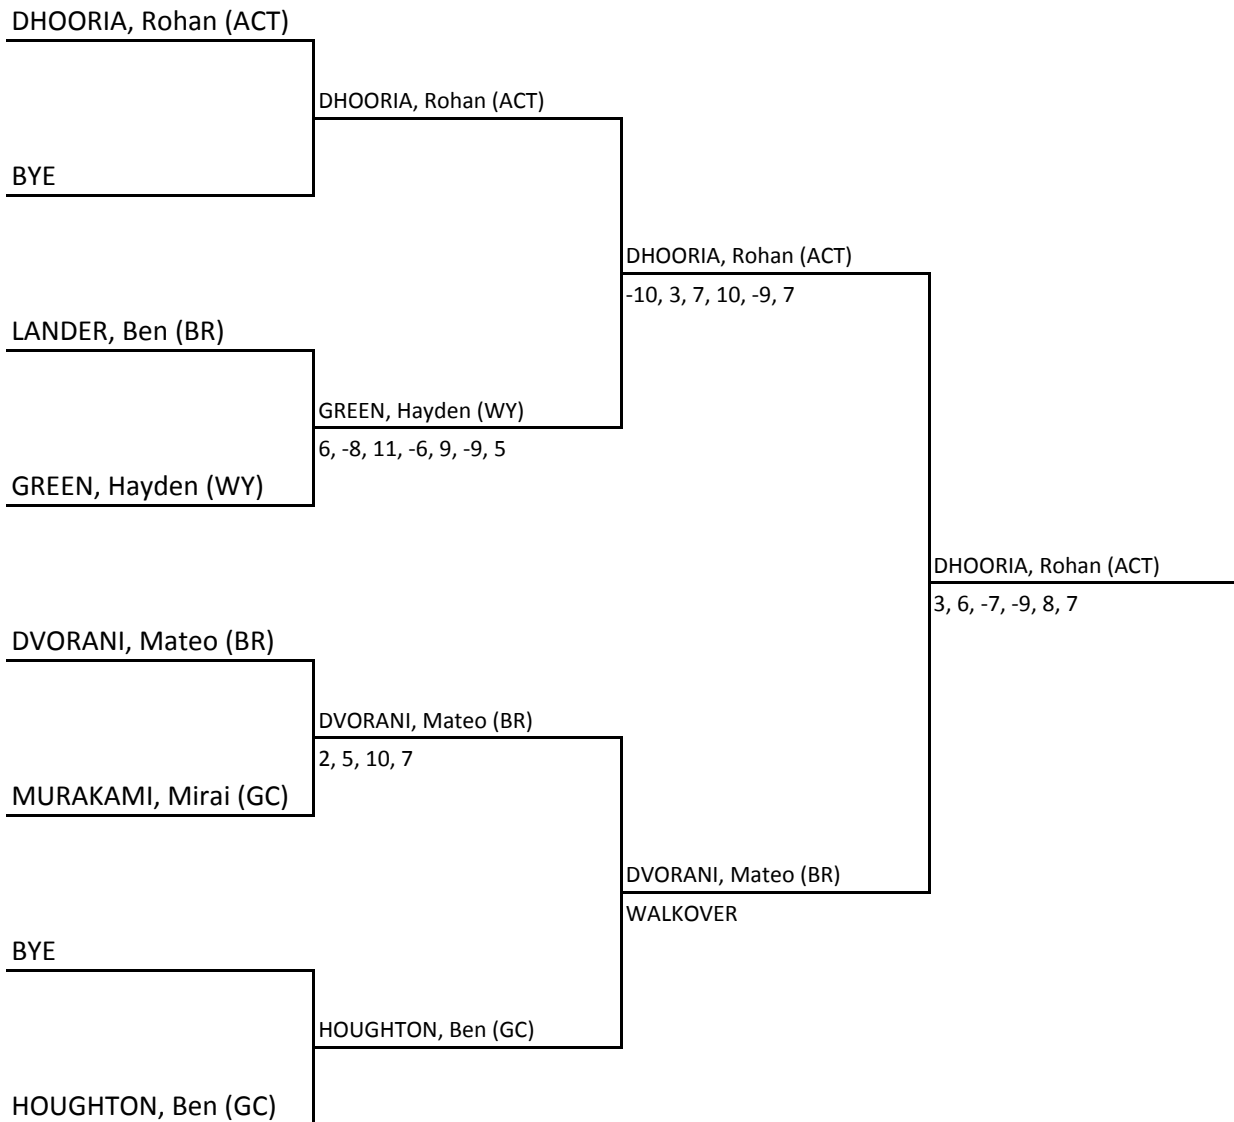 DHOORIA, Rohan (ACT)
DHOORIA, Rohan (ACT)
BYE
DHOORIA, Rohan (ACT)
-10, 3, 7, 10, -9, 7
LANDER, Ben (BR)
GREEN, Hayden (WY)
6, -8, 11, -6, 9, -9, 5
GREEN, Hayden (WY)
DHOORIA, Rohan (ACT)
3, 6, -7, -9, 8, 7
DVORANI, Mateo (BR)
DVORANI, Mateo (BR)
2, 5, 10, 7
MURAKAMI, Mirai (GC)
DVORANI, Mateo (BR)
WALKOVER
BYE
HOUGHTON, Ben (GC)
HOUGHTON, Ben (GC)